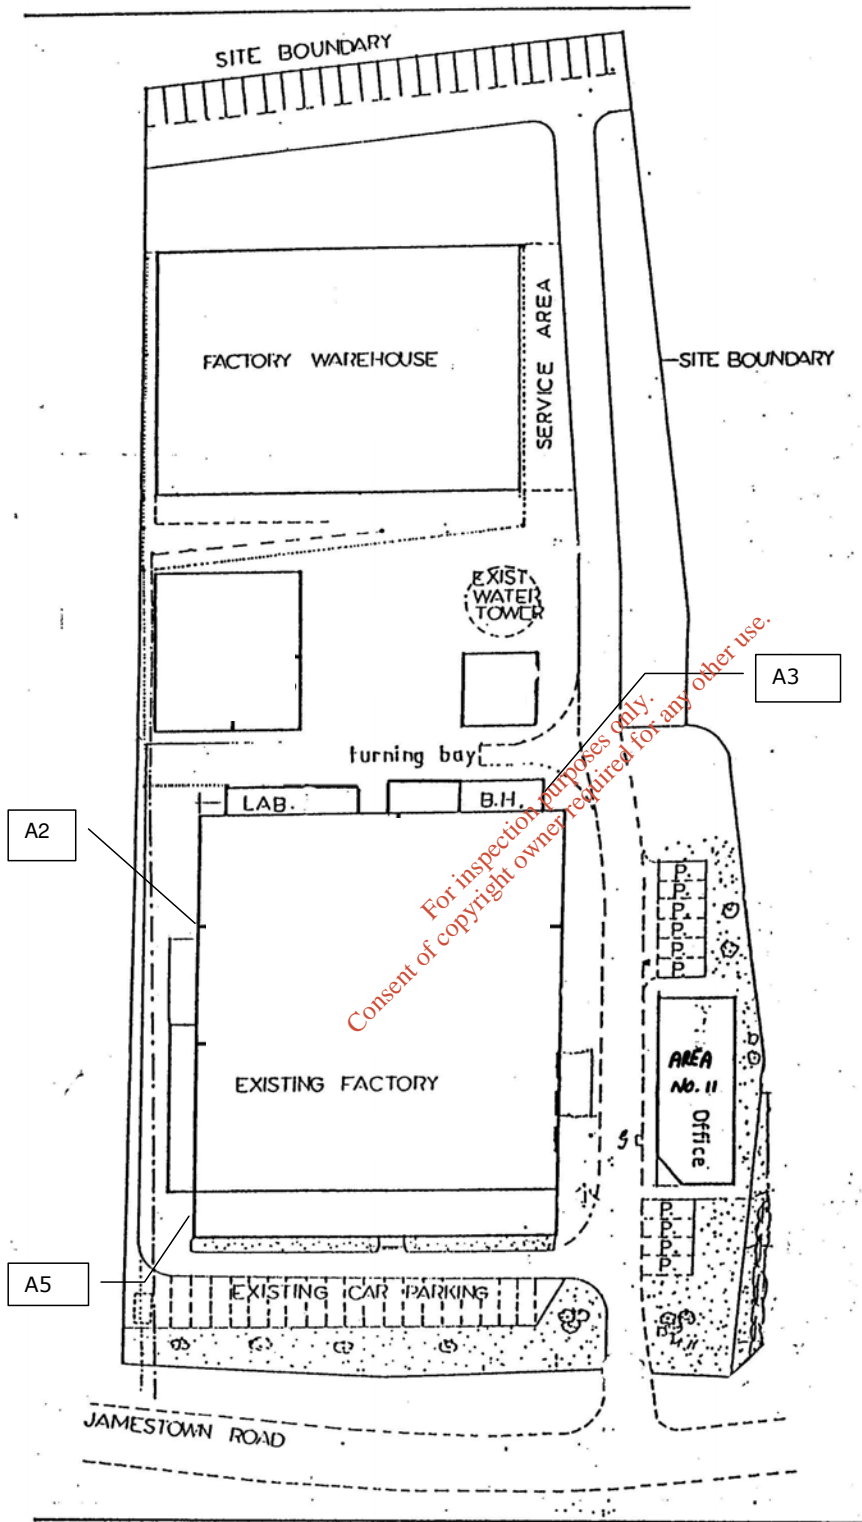 SITE BOUNDARY
FACTORY WAREHOUSE
SERVICE AREA
SITE BOUNDARY
EXIST
WATER
TOWER
A3
turning bay
LAB.
B.H.
A2
For inspection purposes only.
Consent of copyright owner required for any other use.
P.
P.
P.
P.
P.
P.
AREA
No. 11
Office
EXISTING FACTORY
P.
P.
P.
P.
A5
EXISTING CAR PARKING
JAMESTOWN ROAD